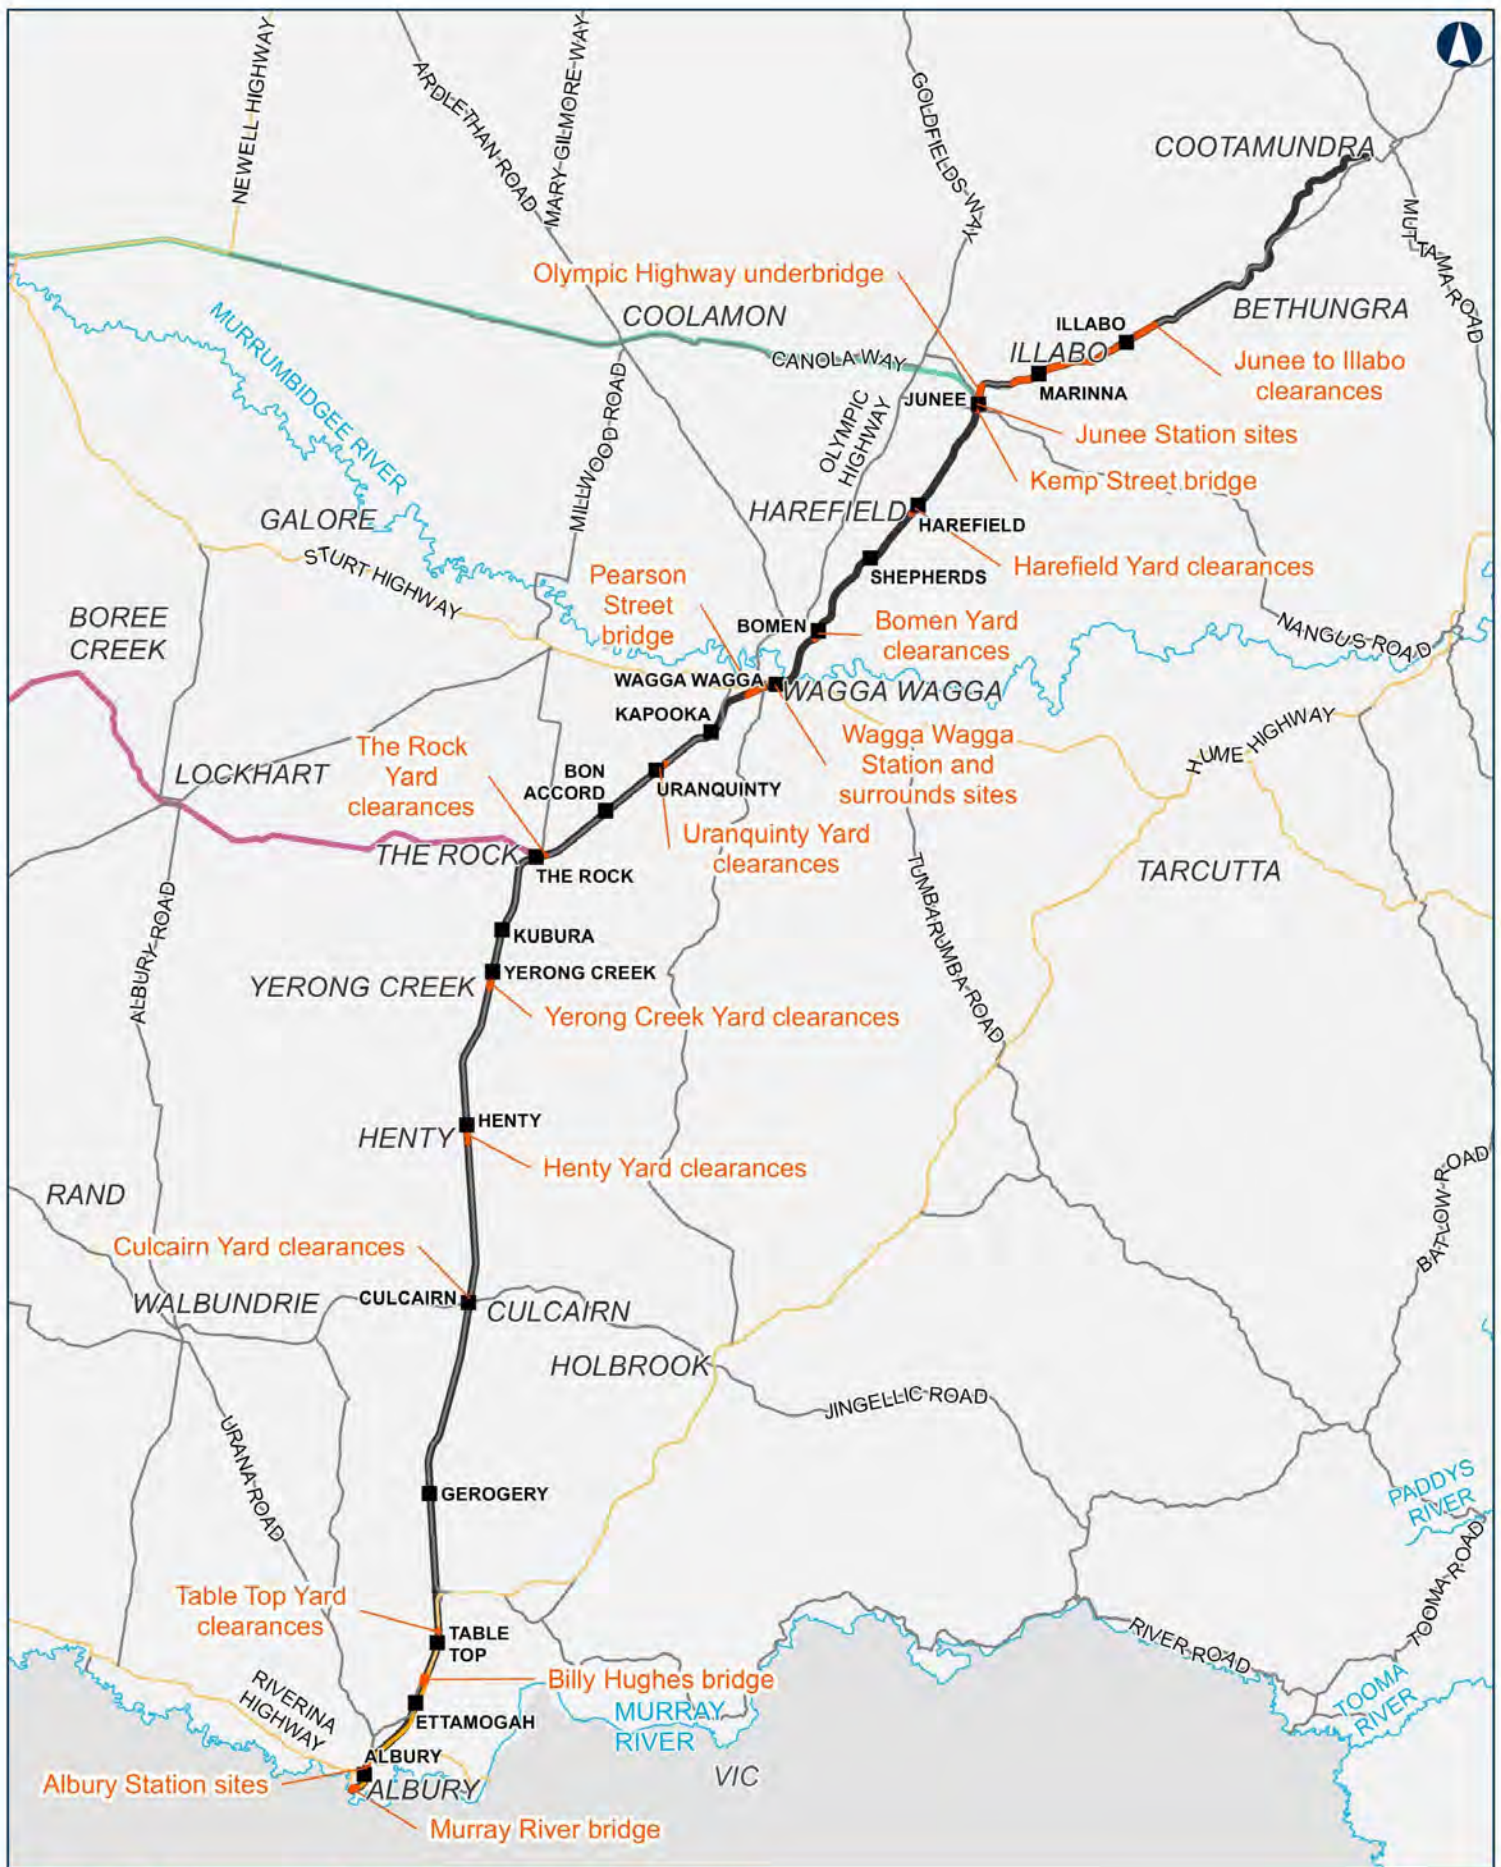 NEWELL HIGHWAY
ARDLETHAN ROAD
MARY GILMORE WAY
GOLDFIELDS WAY
COOTAMUNDRA
MUTTAMA ROAD
Olympic Highway underbridge
MURRUMBIDGEE RIVER
COOLAMON
BETHUNGRA
ILLABO
ILLABO
CANOLA WAY
Junee to Illabo
clearances
MARINNA
JUNEE
OLYMPIC
HIGHWAY
MILLWOOD ROAD
Junee Station sites
Kemp Street bridge
GALORE
HAREFIELD
HAREFIELD
STURT HIGHWAY
Pearson
Street
bridge
SHEPHERDS
Harefield Yard clearances
BOREE
CREEK
BOMEN
Bomen Yard
clearances
NANGUS ROAD
WAGGA WAGGA
WAGGA WAGGA
KAPOOKA
HUME HIGHWAY
The Rock
Yard
clearances
Wagga Wagga
Station and
surrounds sites
LOCKHART
BON
ACCORD
URANQUINTY
Uranquinty Yard
clearances
THE ROCK
THE ROCK
TARCUTTA
ALBURY ROAD
TUMBARUMBA ROAD
KUBURA
YERONG CREEK
YERONG CREEK
Yerong Creek Yard clearances
HENTY
HENTY
Henty Yard clearances
BATLOW ROAD
RAND
Culcairn Yard clearances
WALBUNDRIE
CULCAIRN
CULCAIRN
HOLBROOK
JINGELLIC ROAD
URANA ROAD
GEROGERY
PADDYS
RIVER
TOOMA ROAD
Table Top Yard
clearances
TABLE
TOP
RIVER ROAD
RIVERINA
HIGHWAY
Billy Hughes bridge
MURRAY
RIVER
TOOMA
RIVER
ETTAMOGAH
ALBURY
Albury Station sites
ALBURY
VIC
Murray River bridge